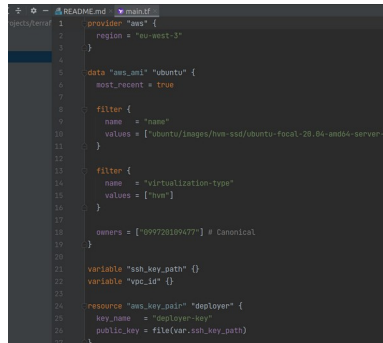 README.md main.tf
rojects/terraf
1 provider "aws" {
2 region = "eu-west-3"
3 }
4
5 data "aws_ami" "ubuntu" {
6 most_recent = true
7
8 filter {
9 name = "name"
10 values = ["ubuntu/images/hvm-ssd/ubuntu-focal-20.04-amd64-server-
11 }
12
13 filter {
14 name = "virtualization-type"
15 values = ["hvm"]
16 }
17
18 owners = ["099720109477"] # Canonical
19 }
20
21 variable "ssh_key_path" {}
22 variable "vpc_id" {}
23
24 resource "aws_key_pair" "deployer" {
25 key_name = "deployer-key"
26 public_key = file(var.ssh_key_path)
27 }